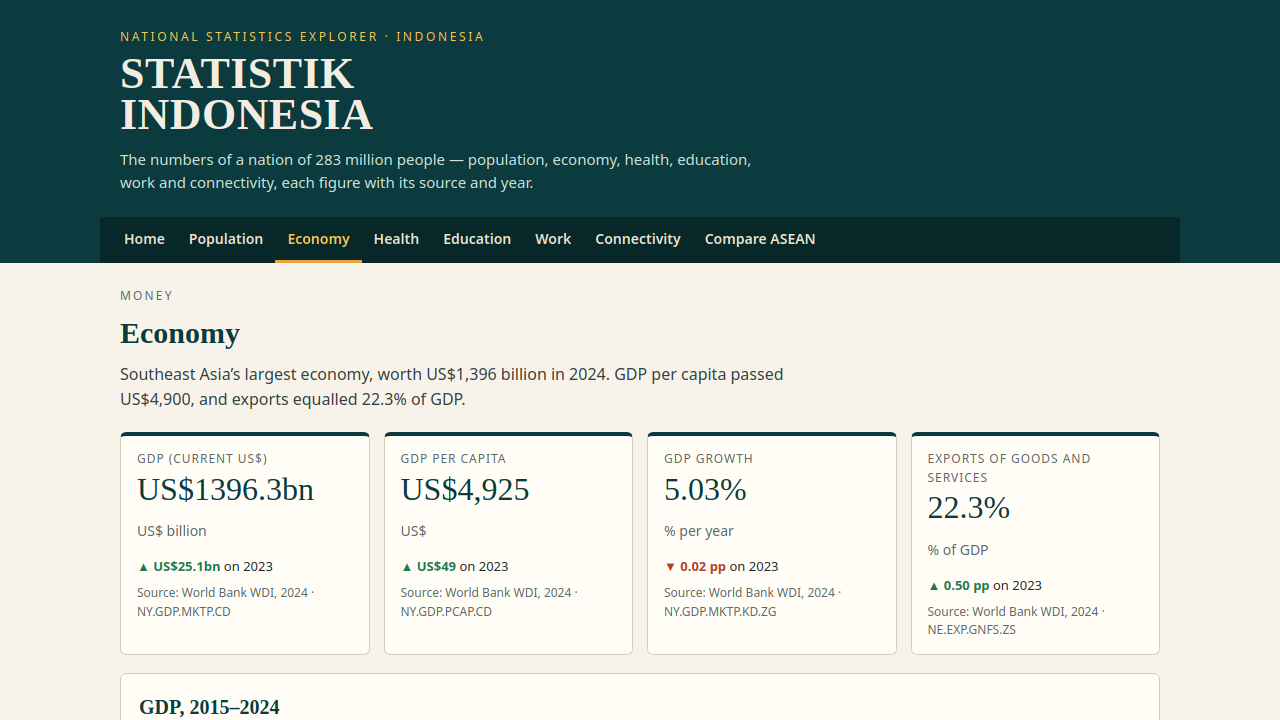 NATIONAL STATISTICS EXPLORER · INDONESIA
STATISTIK
INDONESIA
The numbers of a nation of 283 million people — population, economy, health, education,
work and connectivity, each figure with its source and year.
Home Population Economy Health Education Work Connectivity Compare ASEAN
MONEY
Economy
Southeast Asia’s largest economy, worth US$1,396 billion in 2024. GDP per capita passed
US$4,900, and exports equalled 22.3% of GDP.
GDP (CURRENT US$)
US$1396.3bn
US$ billion
▲ US$25.1bn on 2023
Source: World Bank WDI, 2024 ·
NY.GDP.MKTP.CD
GDP PER CAPITA
US$4,925
US$
▲ US$49 on 2023
Source: World Bank WDI, 2024 ·
NY.GDP.PCAP.CD
GDP GROWTH
5.03%
% per year
▼ 0.02 pp on 2023
Source: World Bank WDI, 2024 ·
NY.GDP.MKTP.KD.ZG
EXPORTS OF GOODS AND
SERVICES
22.3%
% of GDP
▲ 0.50 pp on 2023
Source: World Bank WDI, 2024 ·
NE.EXP.GNFS.ZS
GDP, 2015–2024